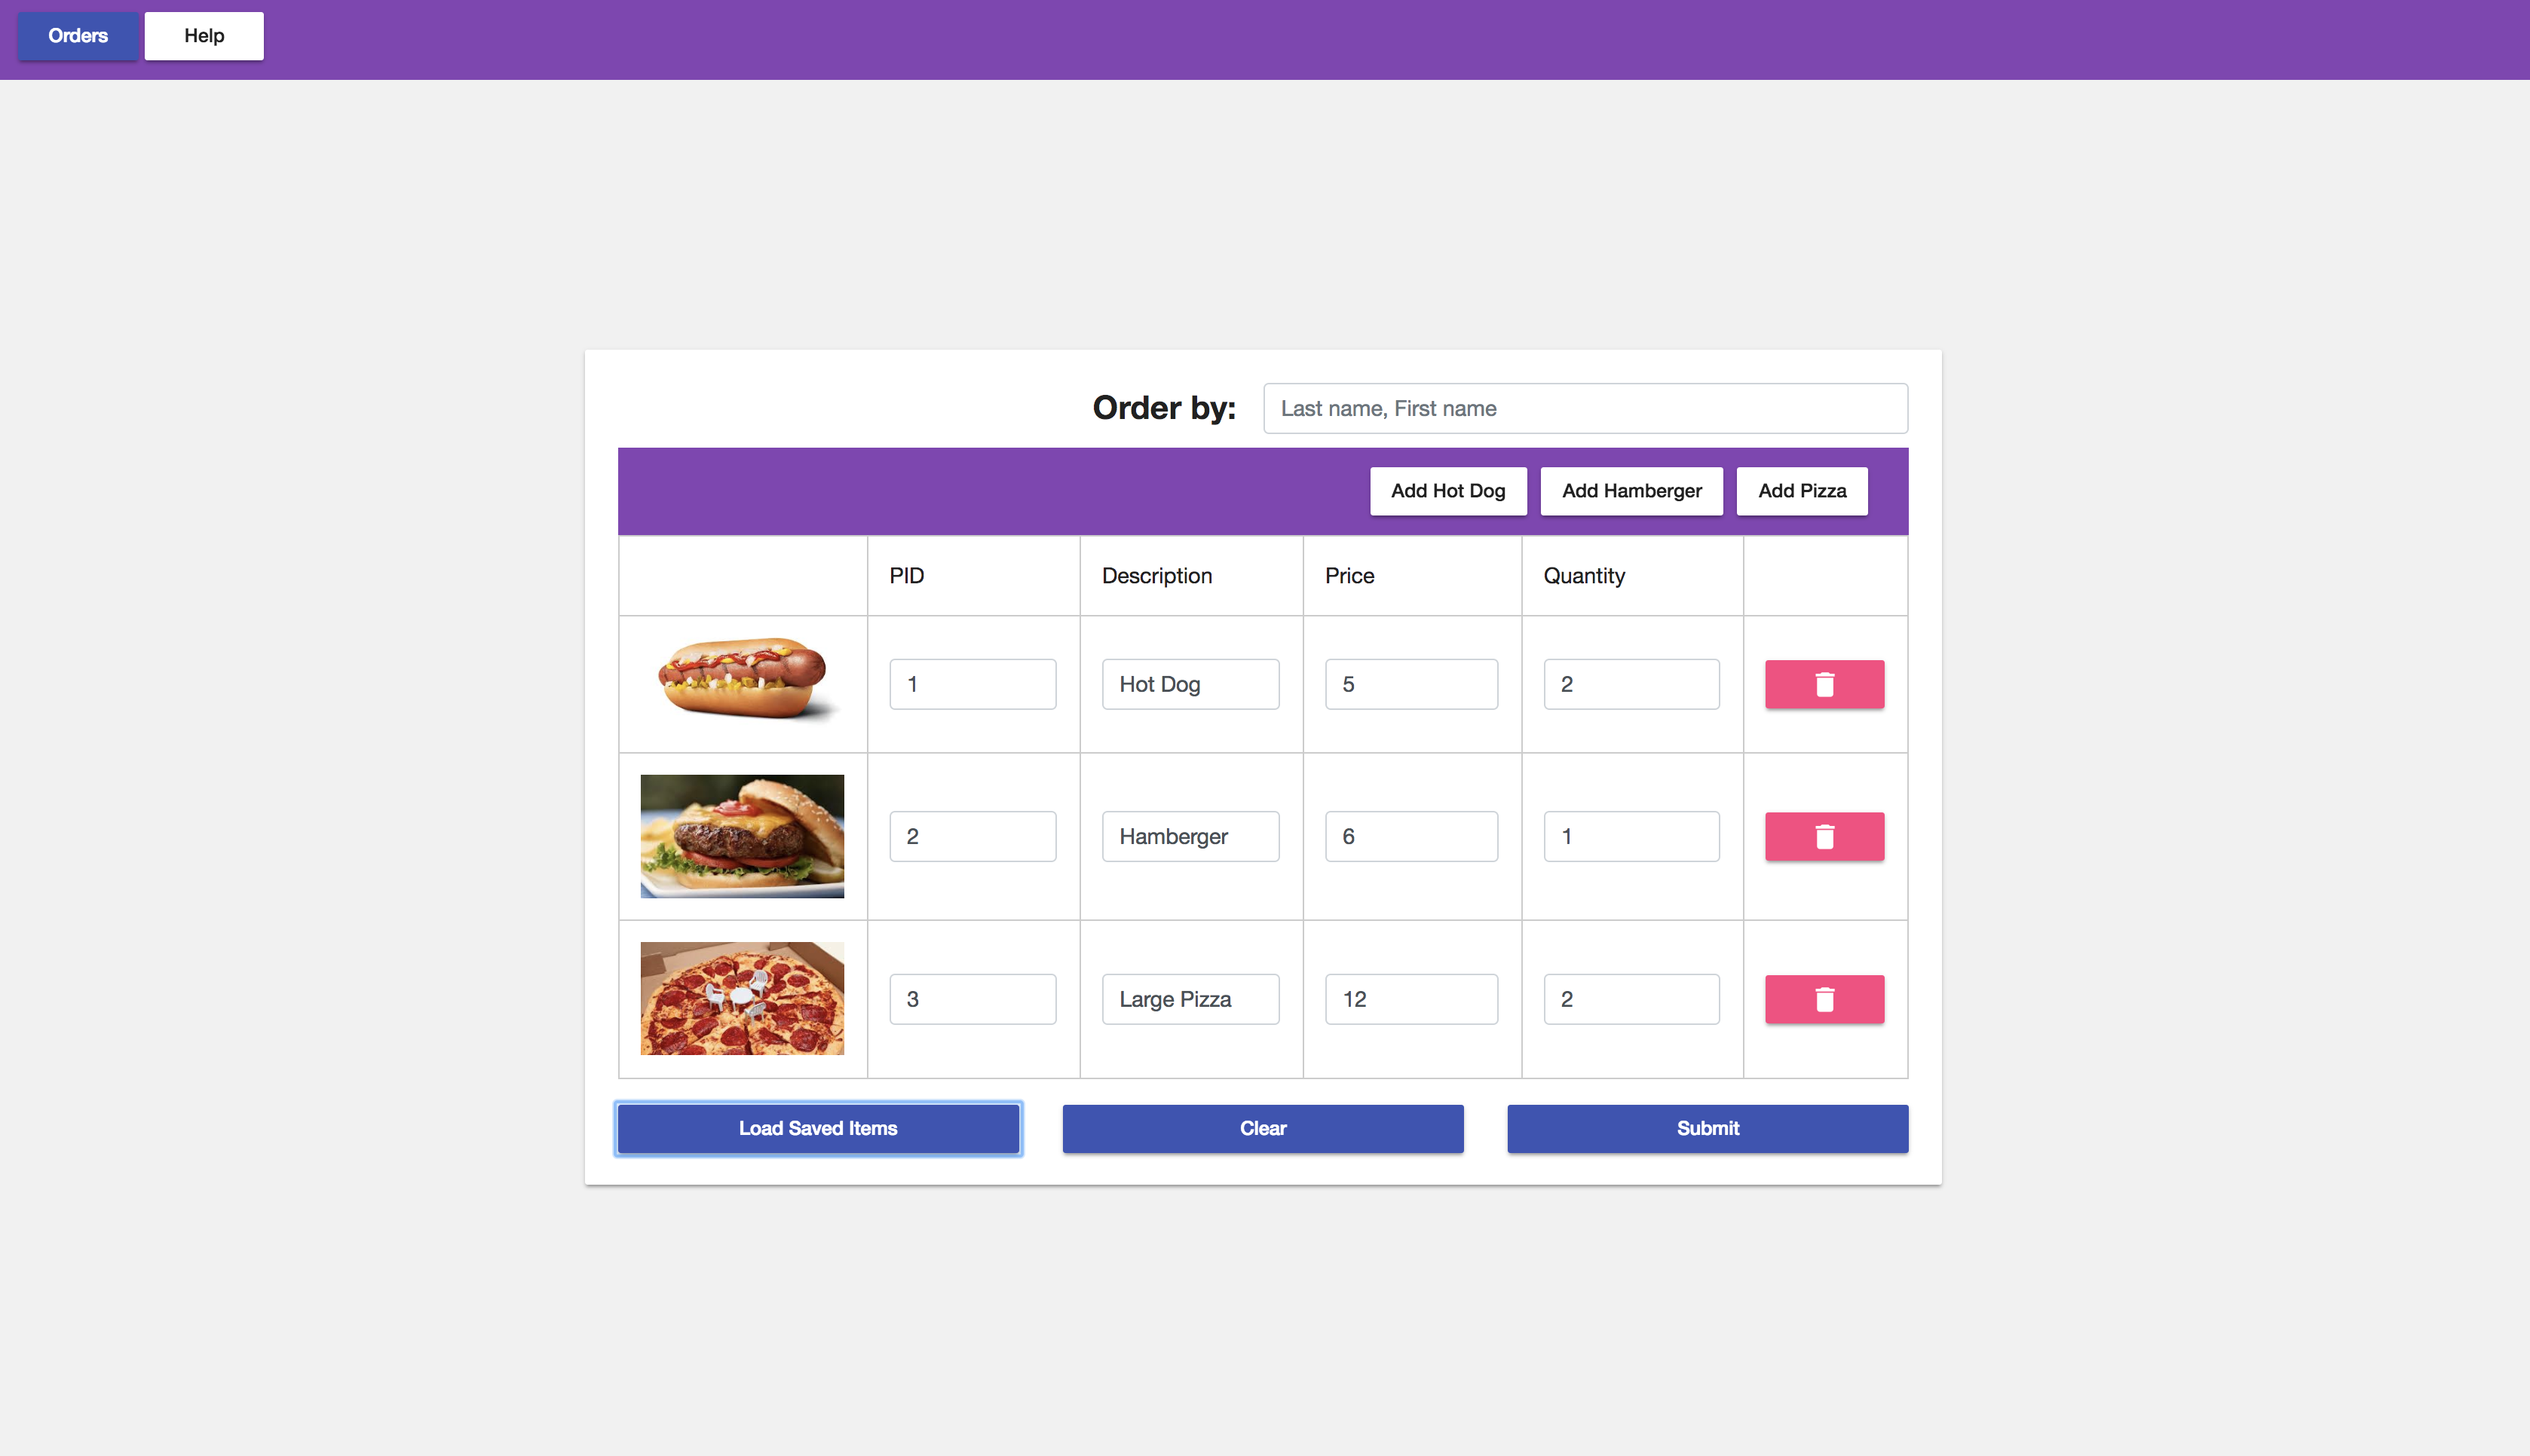 Orders Help
Order by: Last name, First name
Add Hot Dog Add Hamberger Add Pizza
PID Description Price Quantity
1 Hot Dog 5 2
2 Hamberger 6 1
3 Large Pizza 12 2
Load Saved Items Clear Submit